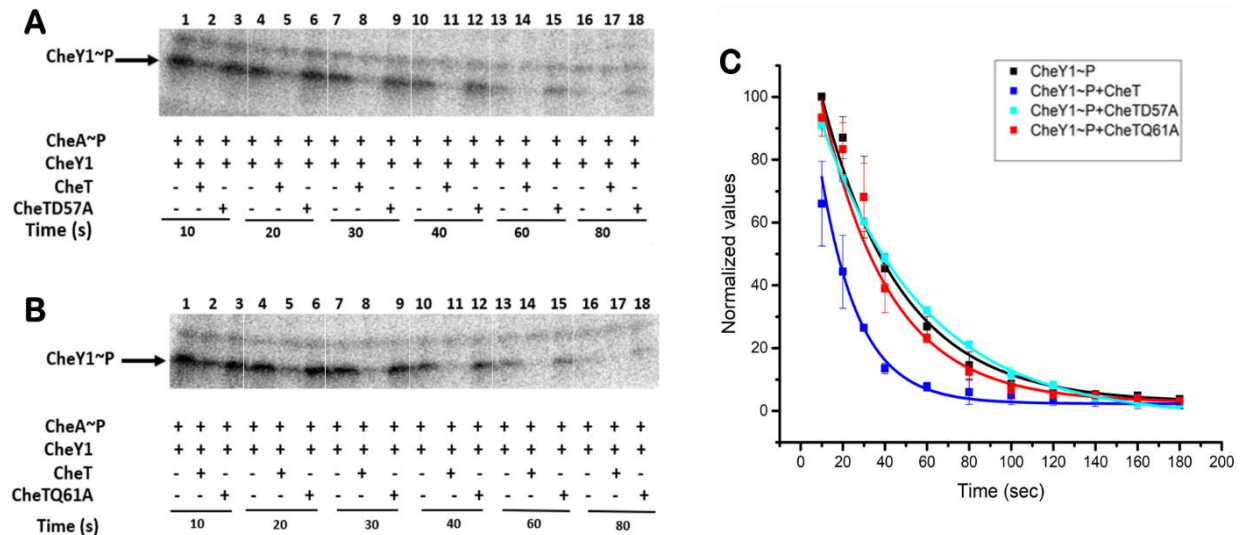 A
1 2 3 4 5 6 7 8 9 10 11 12 13 14 15 16 17 18
CheY1~P
CheA~P + + + + + + + + + + + + + + + + + +
CheY1 + + + + + + + + + + + + + + + + + +
CheT - + - - + - - + - - + - - + - - + -
CheTD57A - - + - - + - - + - - + - - + - - +
Time (s) 10 20 30 40 60 80
B
1 2 3 4 5 6 7 8 9 10 11 12 13 14 15 16 17 18
CheY1~P
CheA~P + + + + + + + + + + + + + + + + + +
CheY1 + + + + + + + + + + + + + + + + + +
CheT - + - - + - - + - - + - - + - - + -
CheTQ61A - - + - - + - - + - - + - - + - - +
Time (s) 10 20 30 40 60 80
C
CheY1~P
CheY1~P+CheT
CheY1~P+CheTD57A
CheY1~P+CheTQ61A
Normalized values
100
80
60
40
20
0
0 20 40 60 80 100 120 140 160 180 200
Time (sec)